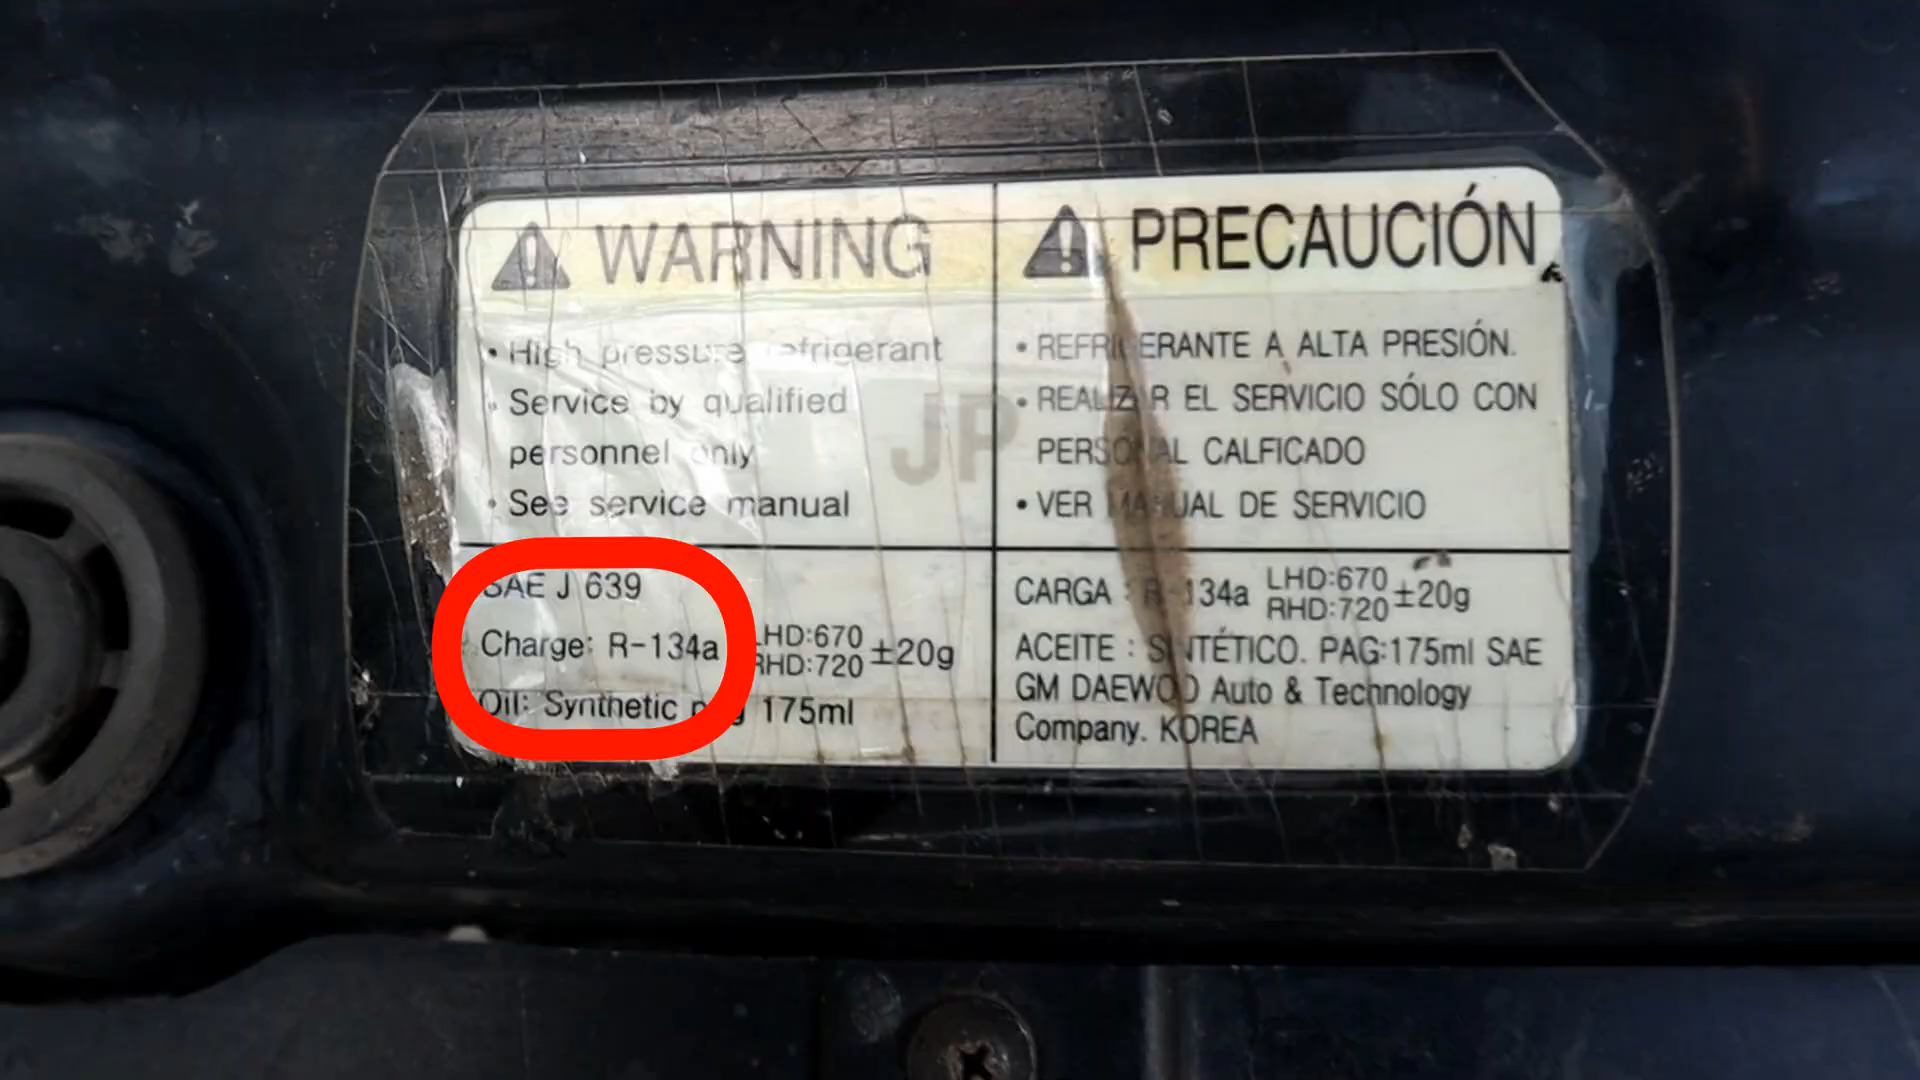 WARNING
• High pressure refrigerant
• Service by qualified
personnel only
• See service manual
SAE J 639
Charge: R-134a LHD:670 ±20g
RHD:720
Oil: Synthetic pag 175ml
PRECAUCIÓN
• REFRIGERANTE A ALTA PRESIÓN.
• REALIZAR EL SERVICIO SÓLO CON
PERSONAL CALFICADO
• VER MANUAL DE SERVICIO
CARGA : R-134a LHD:670 ±20g
RHD:720
ACEITE : SINTÉTICO. PAG:175ml SAE
GM DAEWOO Auto & Technology
Company. KOREA
JP